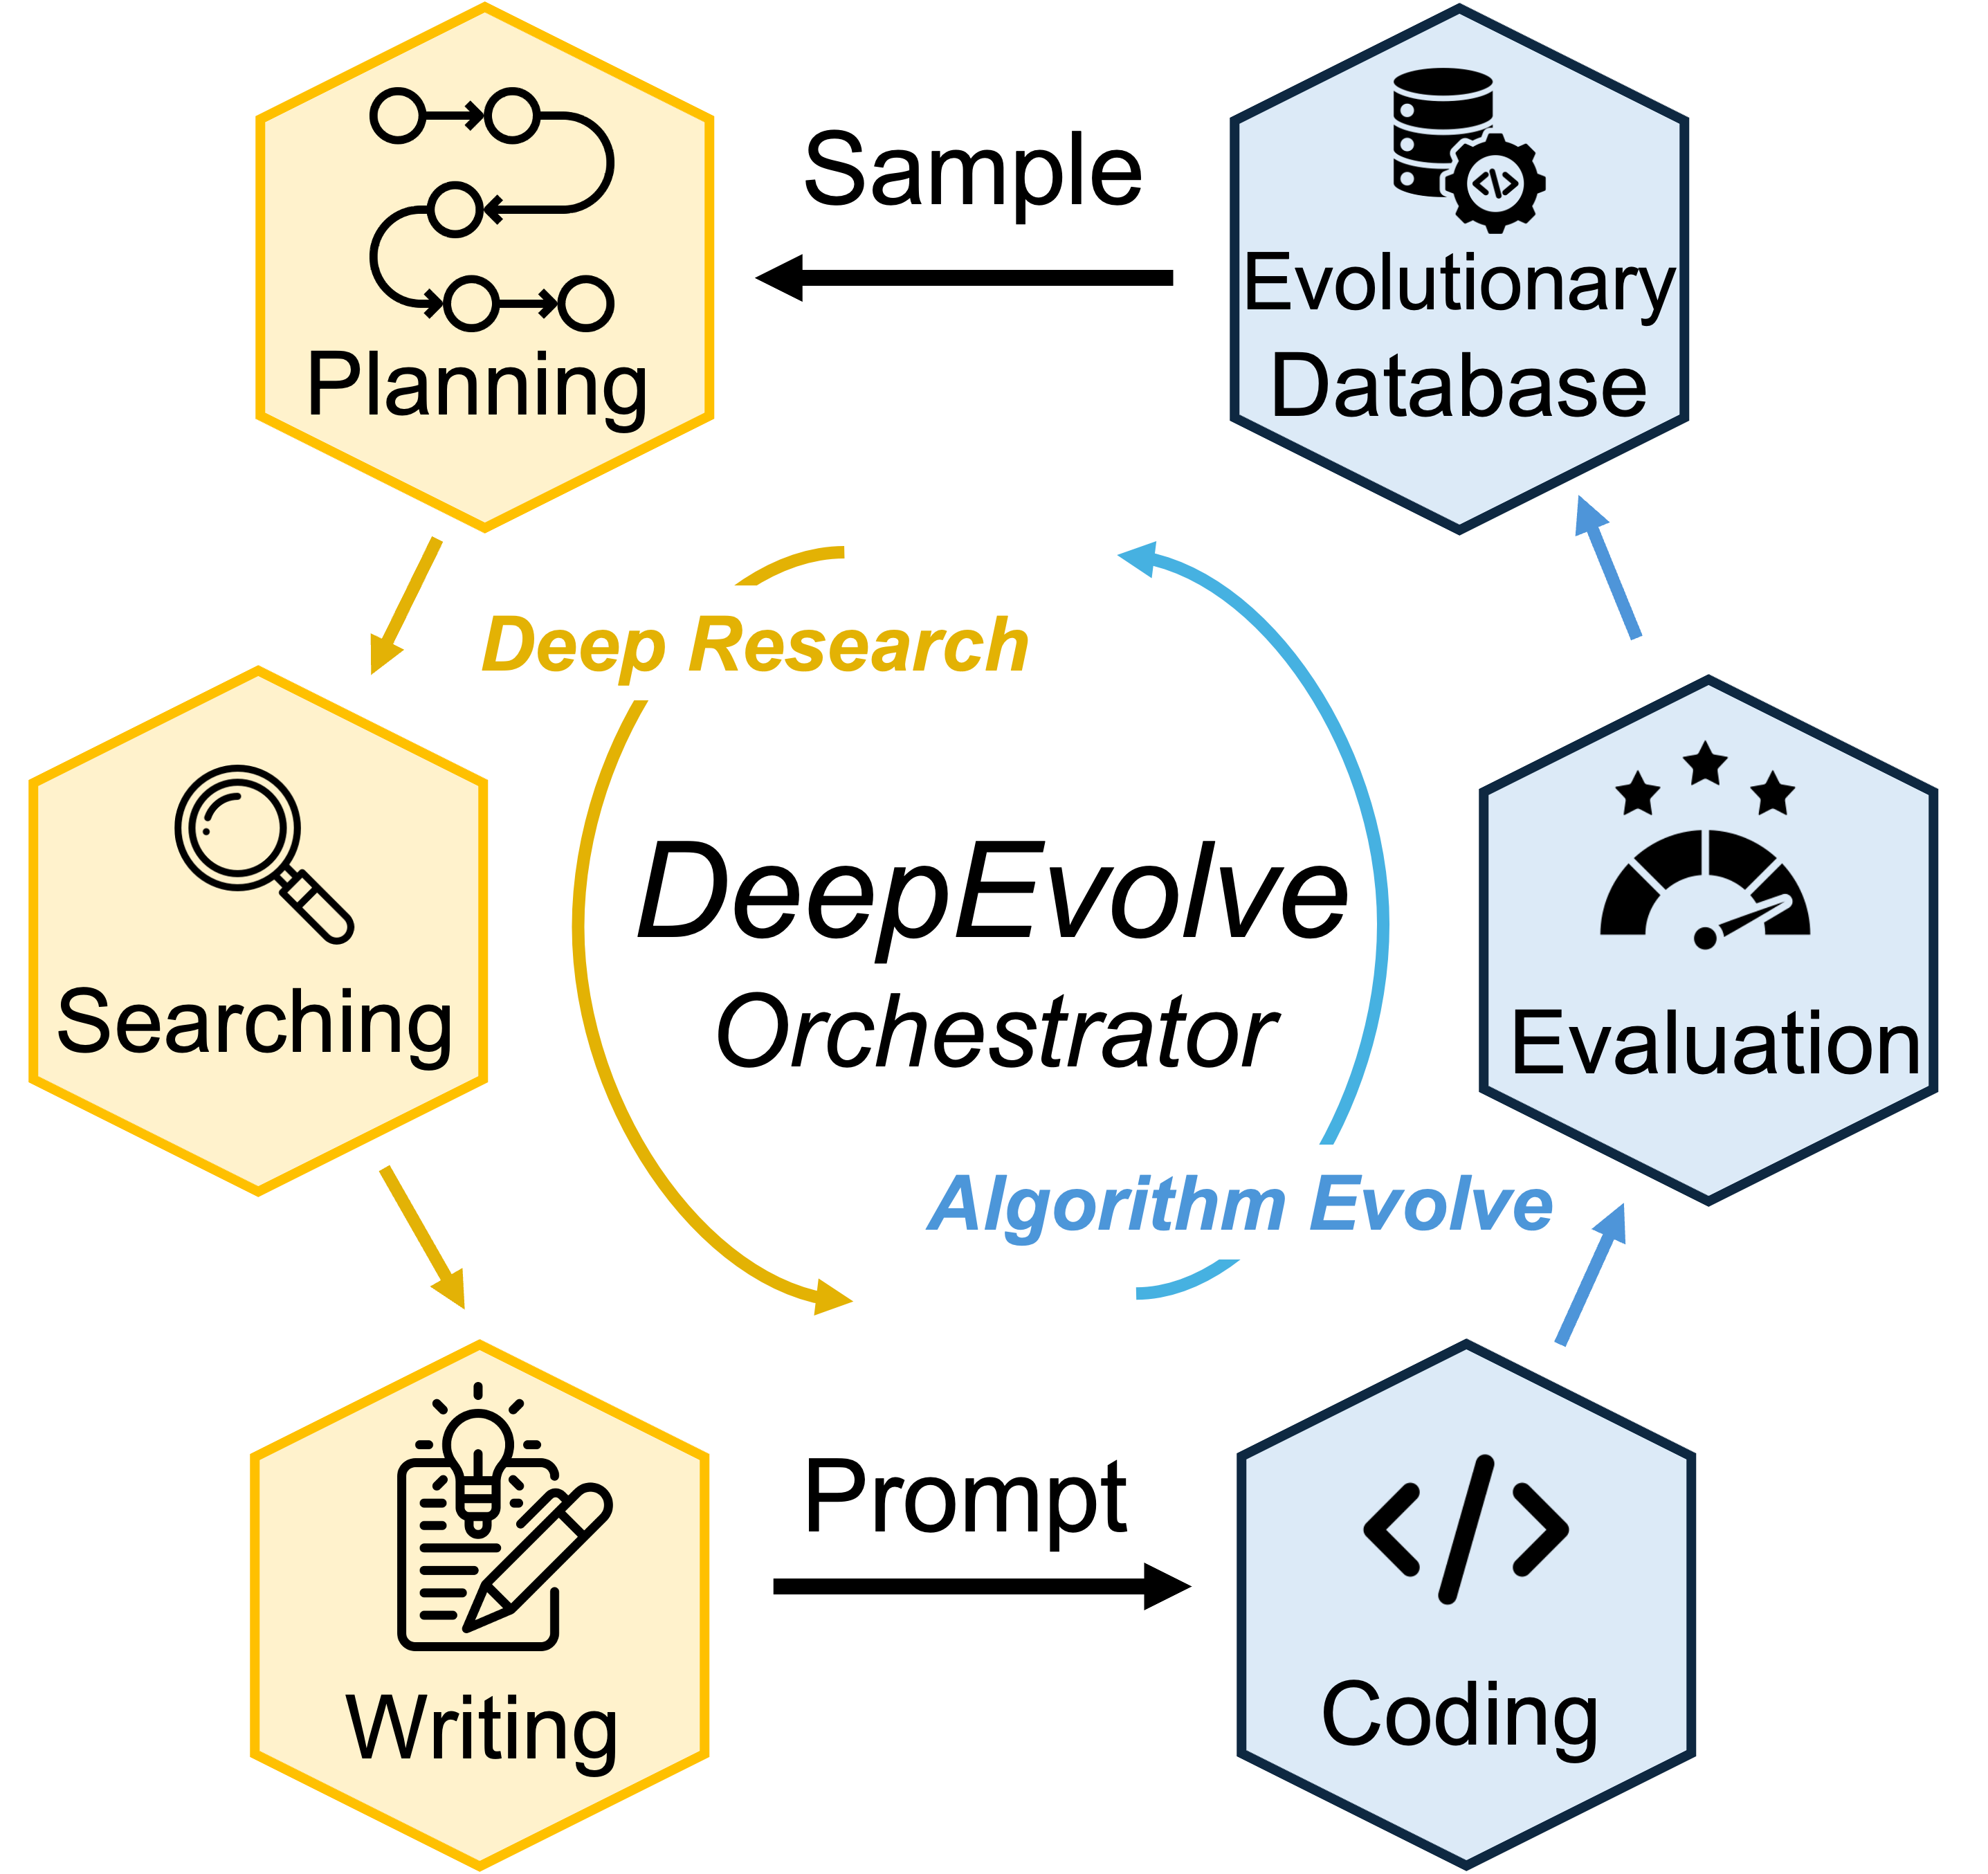 Sample
Evolutionary
Database
Planning
Deep Research
DeepEvolve
Orchestrator
Searching
Evaluation
Algorithm Evolve
Prompt
Writing
Coding